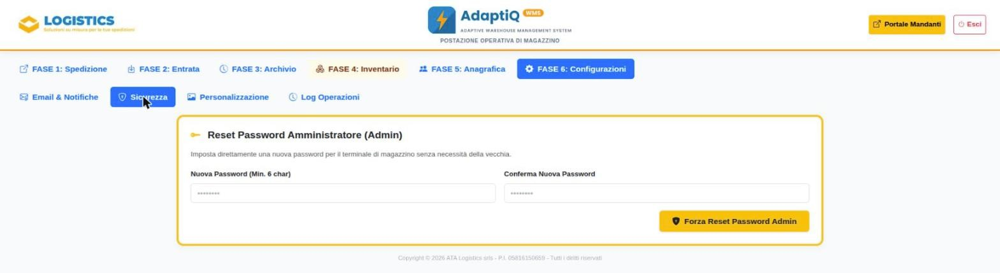 LOGISTICS
Soluzioni su misura per le tue spedizioni
AdaptiQ WMS
ADAPTIVE WAREHOUSE MANAGEMENT SYSTEM
POSTAZIONE OPERATIVA DI MAGAZZINO
Portale Mandanti
Esci
FASE 1: Spedizione
FASE 2: Entrata
FASE 3: Archivio
FASE 4: Inventario
FASE 5: Anagrafica
FASE 6: Configurazioni
Email & Notifiche
Sicurezza
Personalizzazione
Log Operazioni
Reset Password Amministratore (Admin)
Imposta direttamente una nuova password per il terminale di magazzino senza necessità della vecchia.
Nuova Password (Min. 6 char)
Conferma Nuova Password
••••••••
••••••••
Forza Reset Password Admin
Copyright © 2026 ATA Logistics srls - P.I. 05816150659 - Tutti i diritti riservati